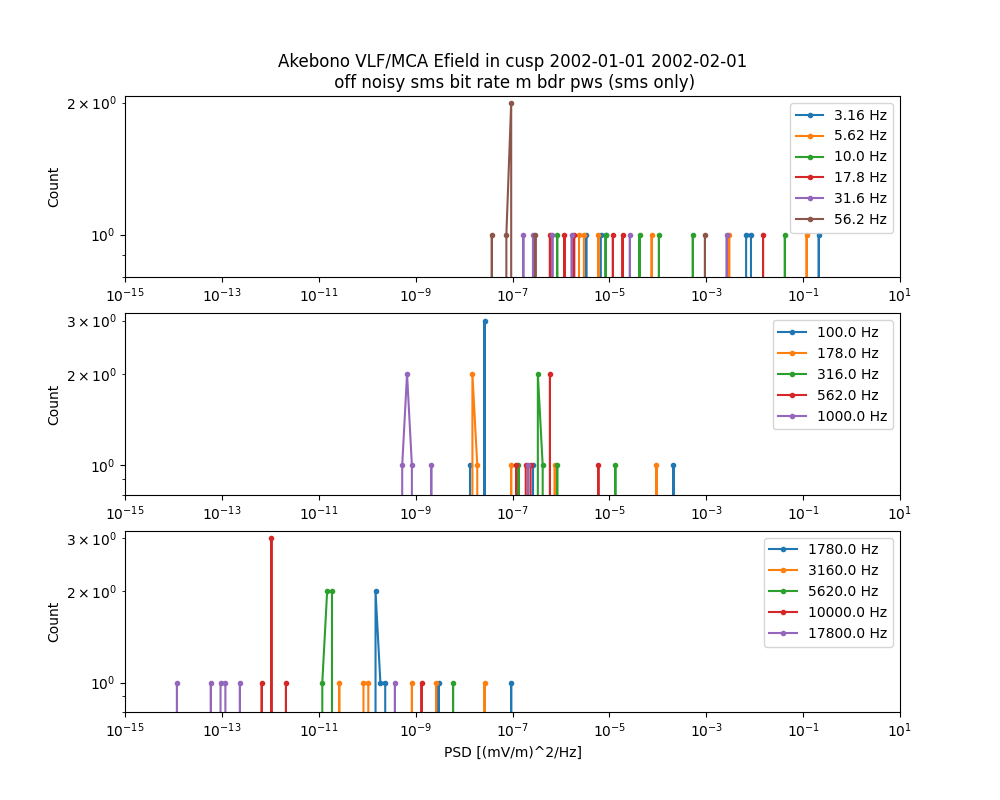 Akebono VLF/MCA Efield in cusp 2002-01-01 2002-02-01
off noisy sms bit rate m bdr pws (sms only)
2 × 10⁰
10⁰
Count
3.16 Hz
5.62 Hz
10.0 Hz
17.8 Hz
31.6 Hz
56.2 Hz
10⁻¹⁵ 10⁻¹³ 10⁻¹¹ 10⁻⁹ 10⁻⁷ 10⁻⁵ 10⁻³ 10⁻¹ 10¹
3 × 10⁰
2 × 10⁰
10⁰
Count
100.0 Hz
178.0 Hz
316.0 Hz
562.0 Hz
1000.0 Hz
10⁻¹⁵ 10⁻¹³ 10⁻¹¹ 10⁻⁹ 10⁻⁷ 10⁻⁵ 10⁻³ 10⁻¹ 10¹
3 × 10⁰
2 × 10⁰
10⁰
Count
1780.0 Hz
3160.0 Hz
5620.0 Hz
10000.0 Hz
17800.0 Hz
10⁻¹⁵ 10⁻¹³ 10⁻¹¹ 10⁻⁹ 10⁻⁷ 10⁻⁵ 10⁻³ 10⁻¹ 10¹
PSD [(mV/m)^2/Hz]